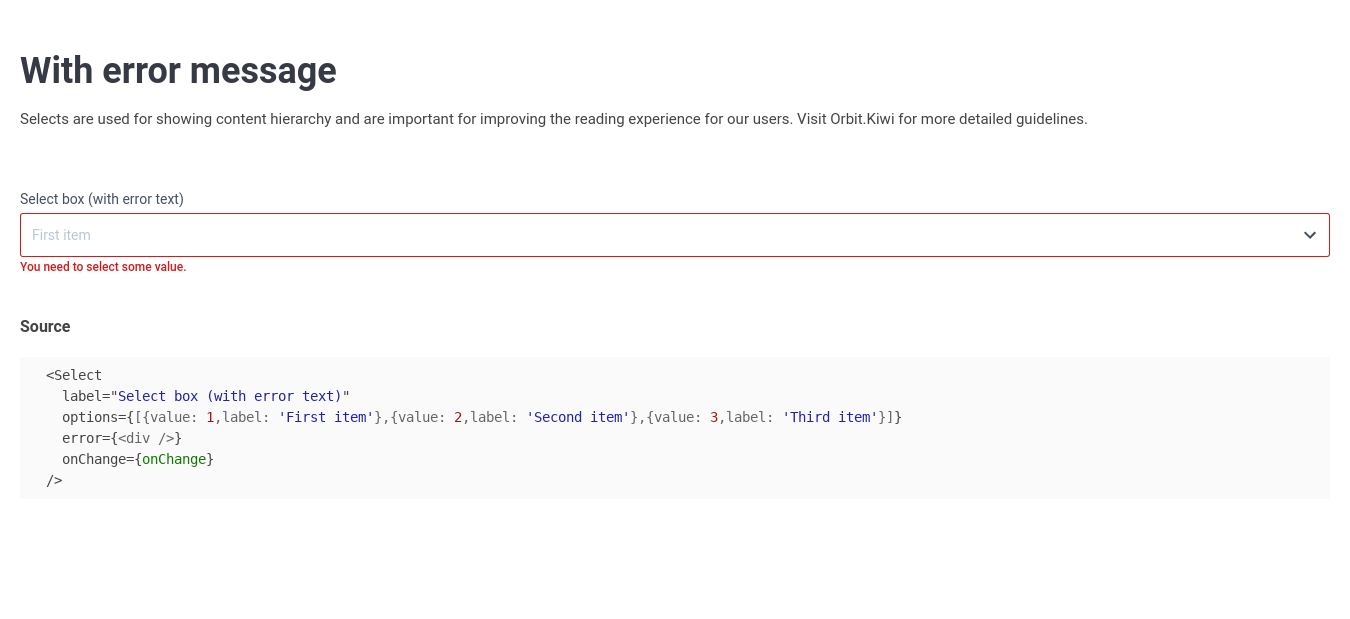 With error message
Selects are used for showing content hierarchy and are important for improving the reading experience for our users. Visit Orbit.Kiwi for more detailed guidelines.
Select box (with error text)
First item
You need to select some value.
Source
<Select
label="Select box (with error text)"
options={[{value: 1,label: 'First item'},{value: 2,label: 'Second item'},{value: 3,label: 'Third item'}]}
error={<div />}
onChange={onChange}
/>